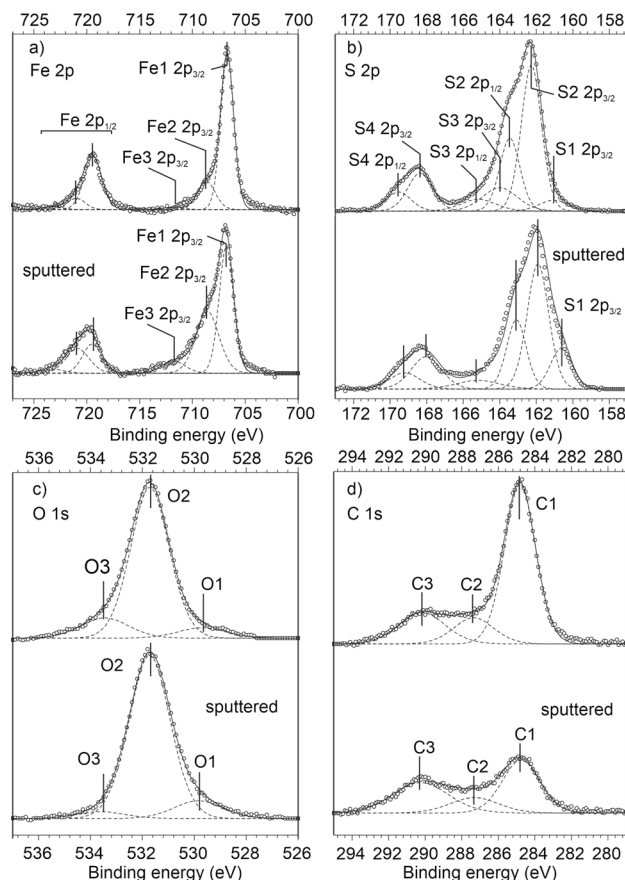 725 720 715 710 705 700
a)
Fe 2p
Fe1 2p3/2
Fe 2p1/2
Fe2 2p3/2
Fe3 2p3/2
Fe1 2p3/2
sputtered
Fe2 2p3/2
Fe3 2p3/2
725 720 715 710 705 700
Binding energy (eV)
172 170 168 166 164 162 160
b)
S 2p
S2 2p1/2
S2 2p3/2
S3 2p3/2
S4 2p3/2
S3 2p1/2
S4 2p1/2
S1 2p3/2
sputtered
S1 2p3/2
172 170 168 166 164 162 160
Binding energy (eV)
536 534 532 530 528 526
c)
O 1s
O2
O3
O1
O2
sputtered
O3
O1
536 534 532 530 528 526
Binding energy (eV)
294 292 290 288 286 284 282 280
d)
C 1s
C1
C3
C2
sputtered
C1
C3
C2
294 292 290 288 286 284 282 280
Binding energy (eV)